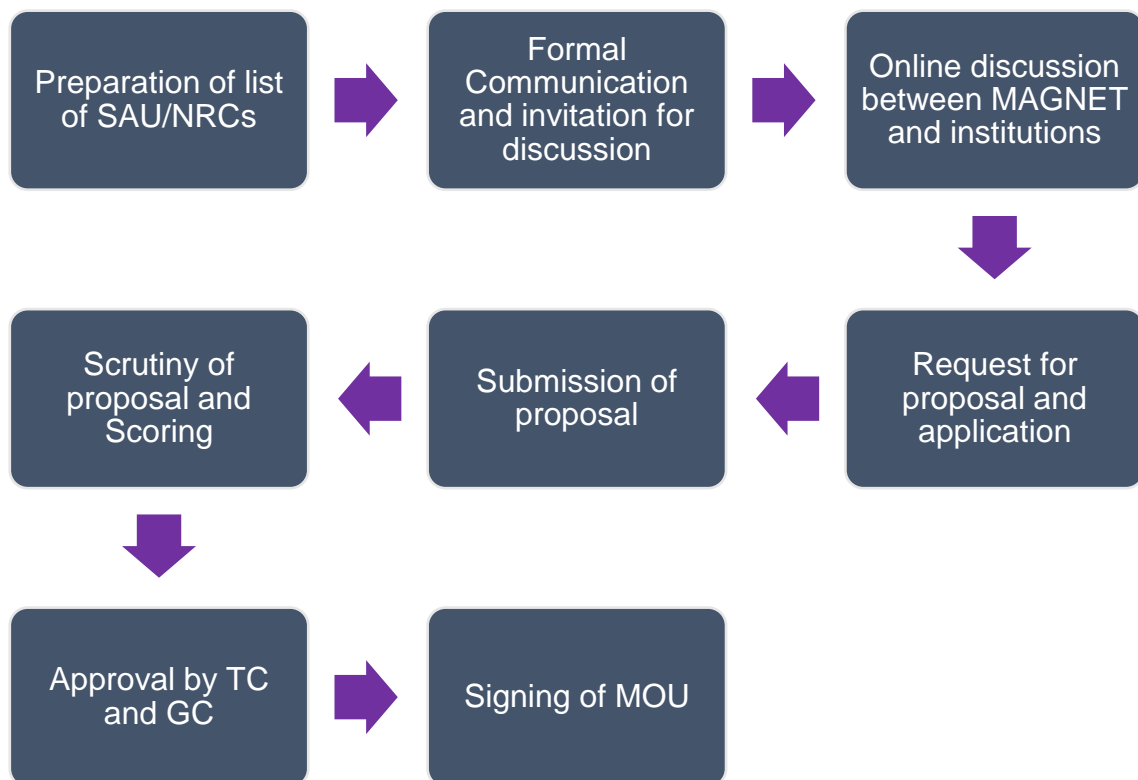 Preparation of list
of SAU/NRCs
Formal
Communication
and invitation for
discussion
Online discussion
between MAGNET
and institutions
Request for
proposal and
application
Submission of
proposal
Scrutiny of
proposal and
Scoring
Approval by TC
and GC
Signing of MOU